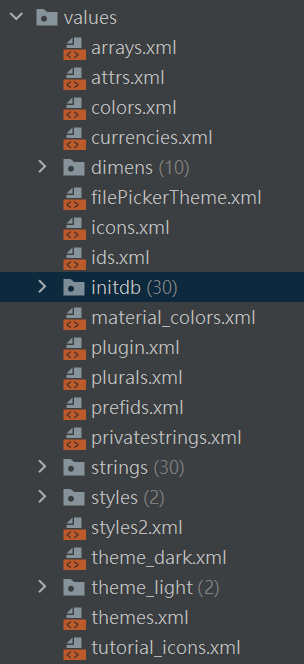 values
arrays.xml
attrs.xml
colors.xml
currencies.xml
dimens (10)
filePickerTheme.xml
icons.xml
ids.xml
initdb (30)
material_colors.xml
plugin.xml
plurals.xml
prefids.xml
privatestrings.xml
strings (30)
styles (2)
styles2.xml
theme_dark.xml
theme_light (2)
themes.xml
tutorial_icons.xml